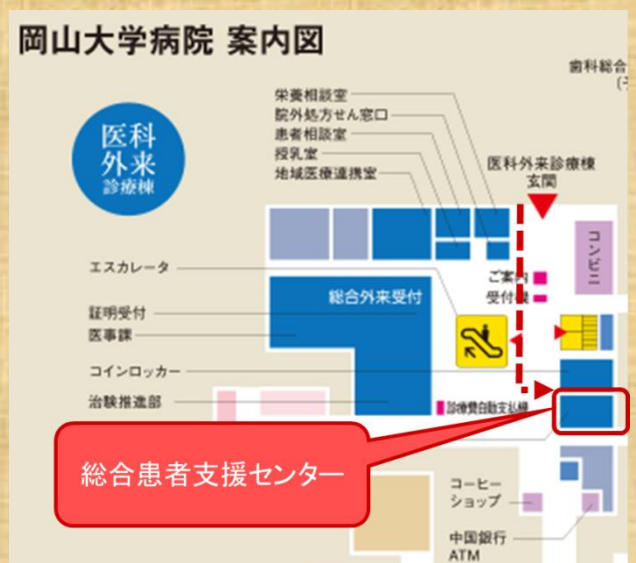 岡山大学病院 案内図
歯科総合
医科
外来
診療棟
栄養相談室
院外処方せん窓口
患者相談室
授乳室
地域医療連携室
医科外来診療棟
玄関
コンビニ
エスカレータ
ご案内
受付機
総合外来受付
証明受付
医事課
コインロッカー
治験推進部
診療費自動支払機
総合患者支援センター
コーヒー
ショップ
中国銀行
ATM